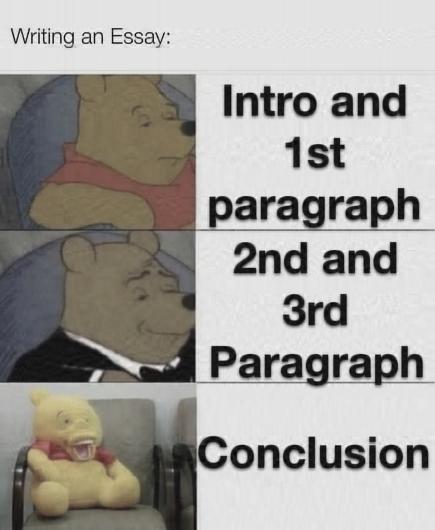 Writing an Essay:
Intro and
1st
paragraph
2nd and
3rd
Paragraph
Conclusion